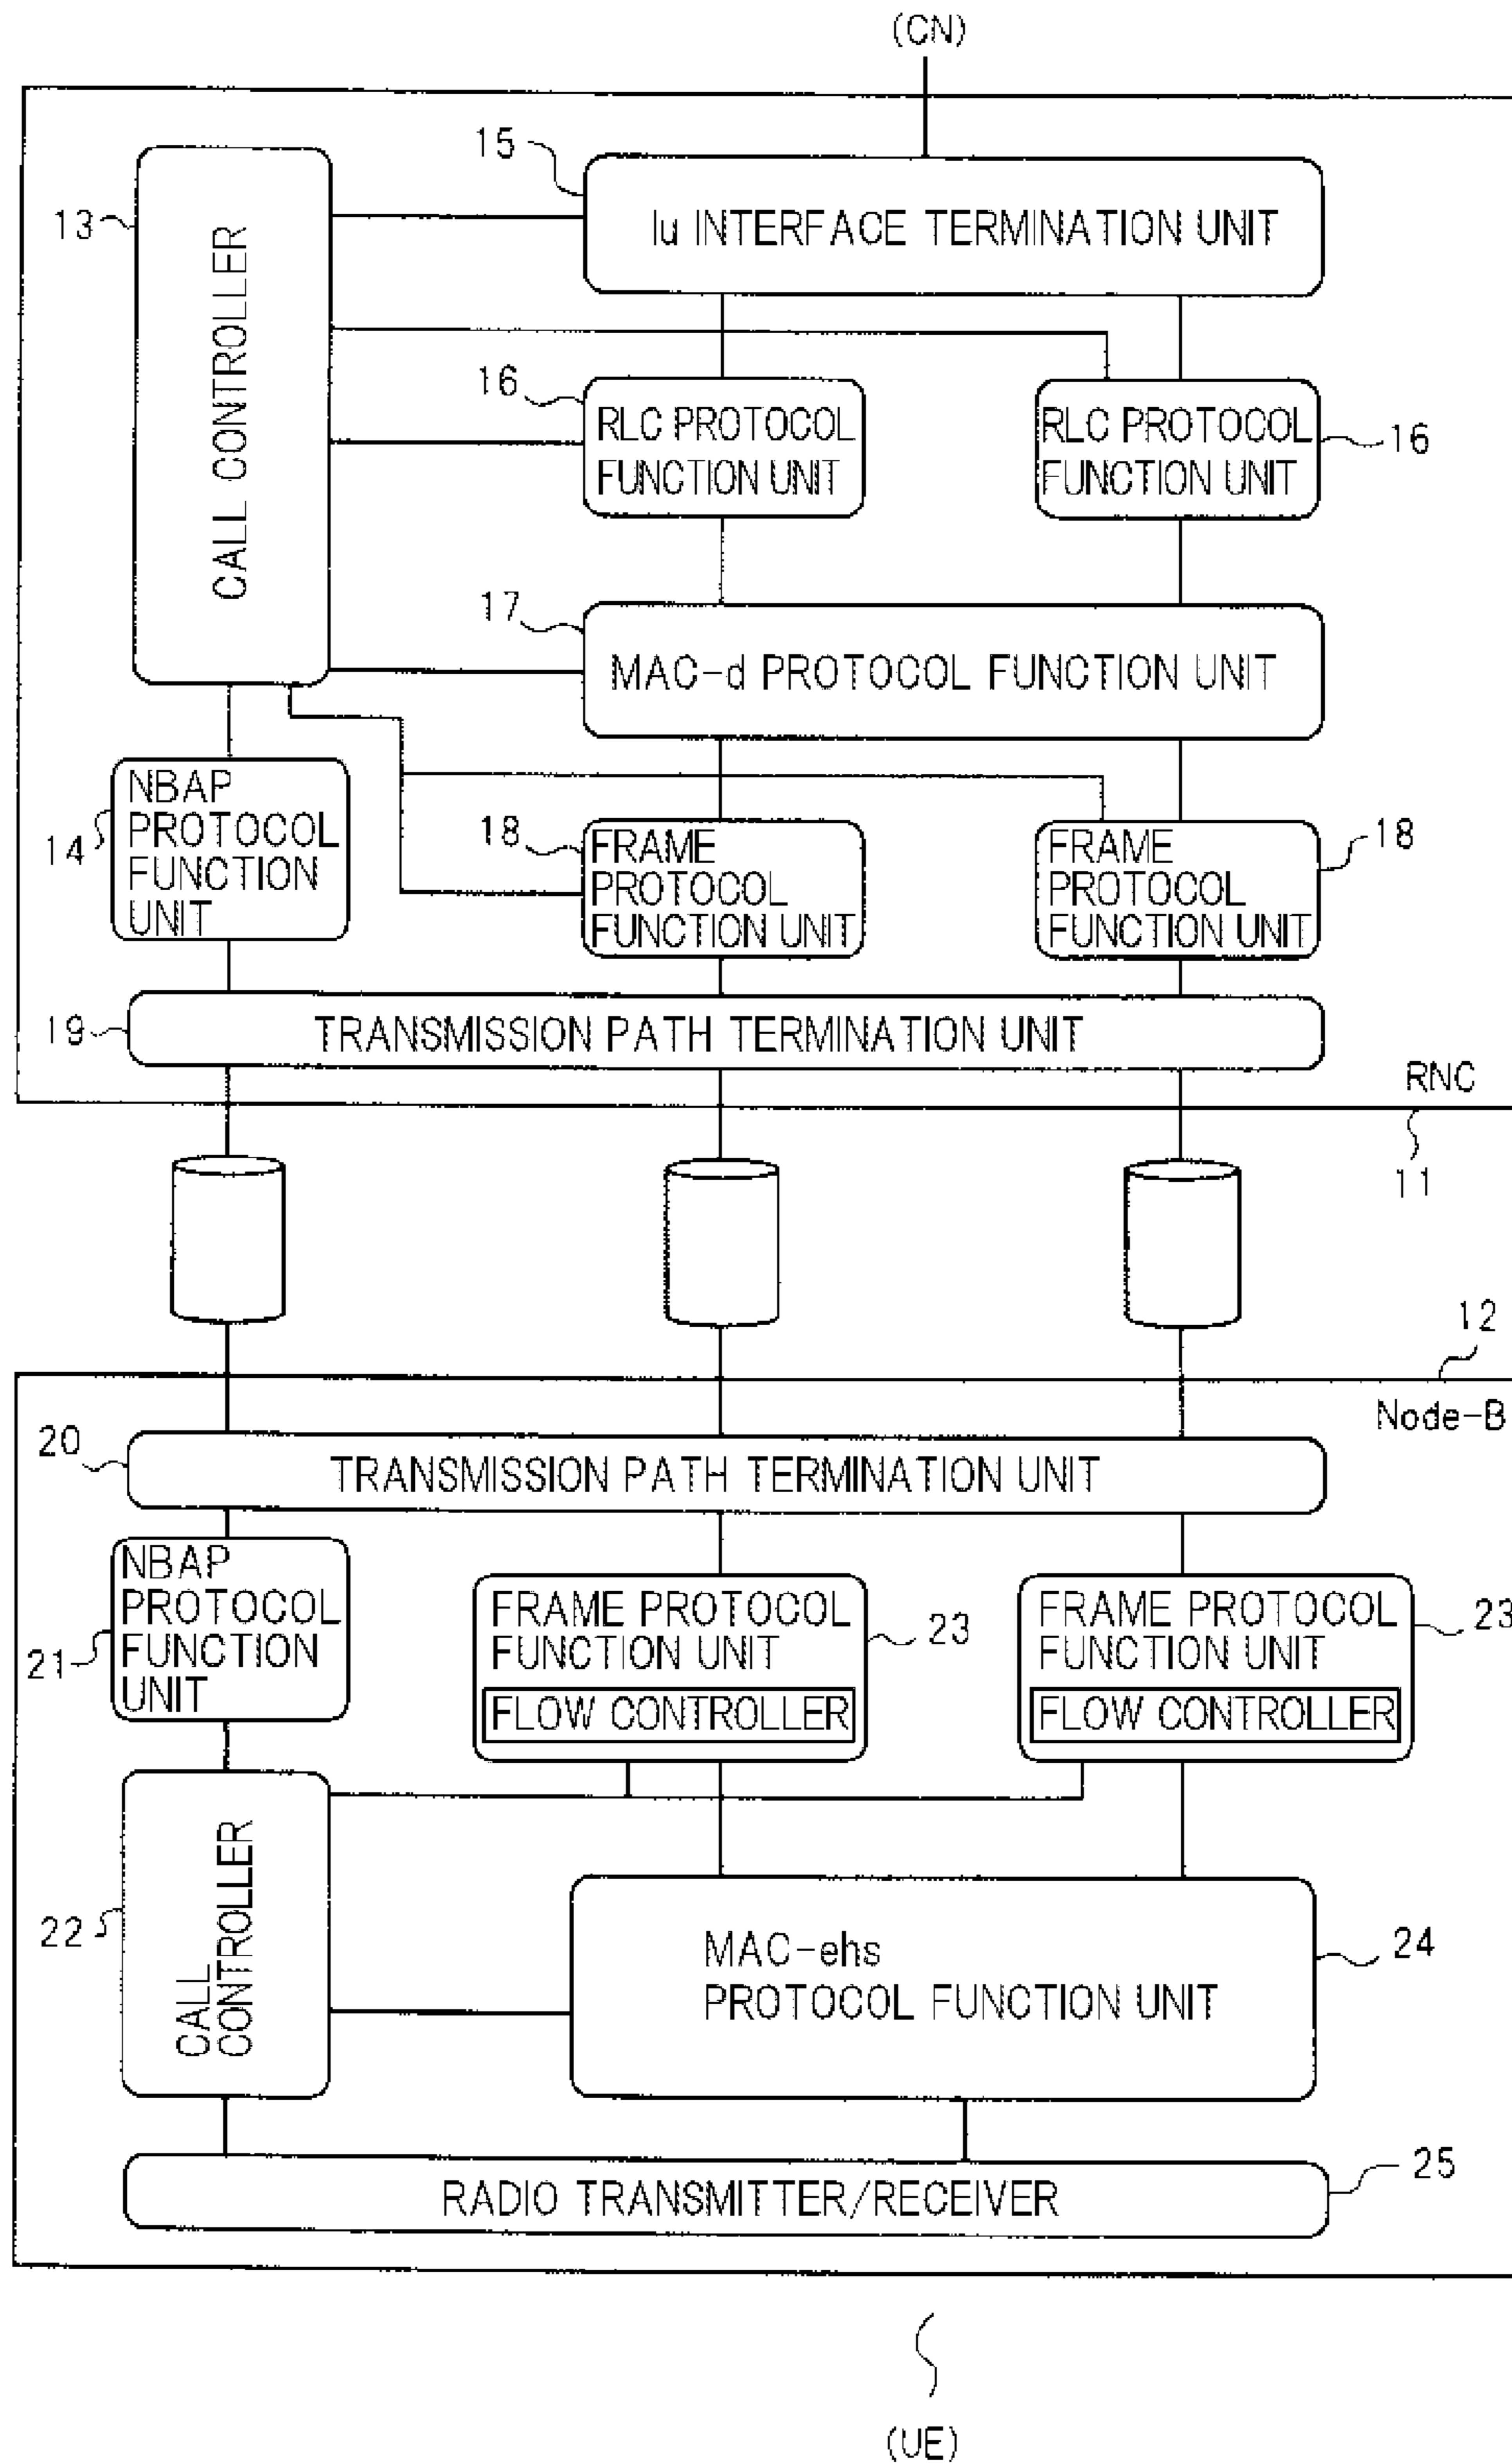 (CN)
15
Iu INTERFACE TERMINATION UNIT
13
CALL CONTROLLER
16
RLC PROTOCOL
FUNCTION UNIT
RLC PROTOCOL
FUNCTION UNIT
16
17
MAC-d PROTOCOL FUNCTION UNIT
NBAP
PROTOCOL
FUNCTION
UNIT
14
18
FRAME
PROTOCOL
FUNCTION UNIT
FRAME
PROTOCOL
FUNCTION UNIT
18
19
TRANSMISSION PATH TERMINATION UNIT
RNC
11
12
Node-B
20
TRANSMISSION PATH TERMINATION UNIT
NBAP
PROTOCOL
FUNCTION
UNIT
21
FRAME PROTOCOL
FUNCTION UNIT
FLOW CONTROLLER
23
FRAME PROTOCOL
FUNCTION UNIT
FLOW CONTROLLER
23
22
CALL
CONTROLLER
MAC-ehs
PROTOCOL FUNCTION UNIT
24
RADIO TRANSMITTER/RECEIVER
25
(UE)